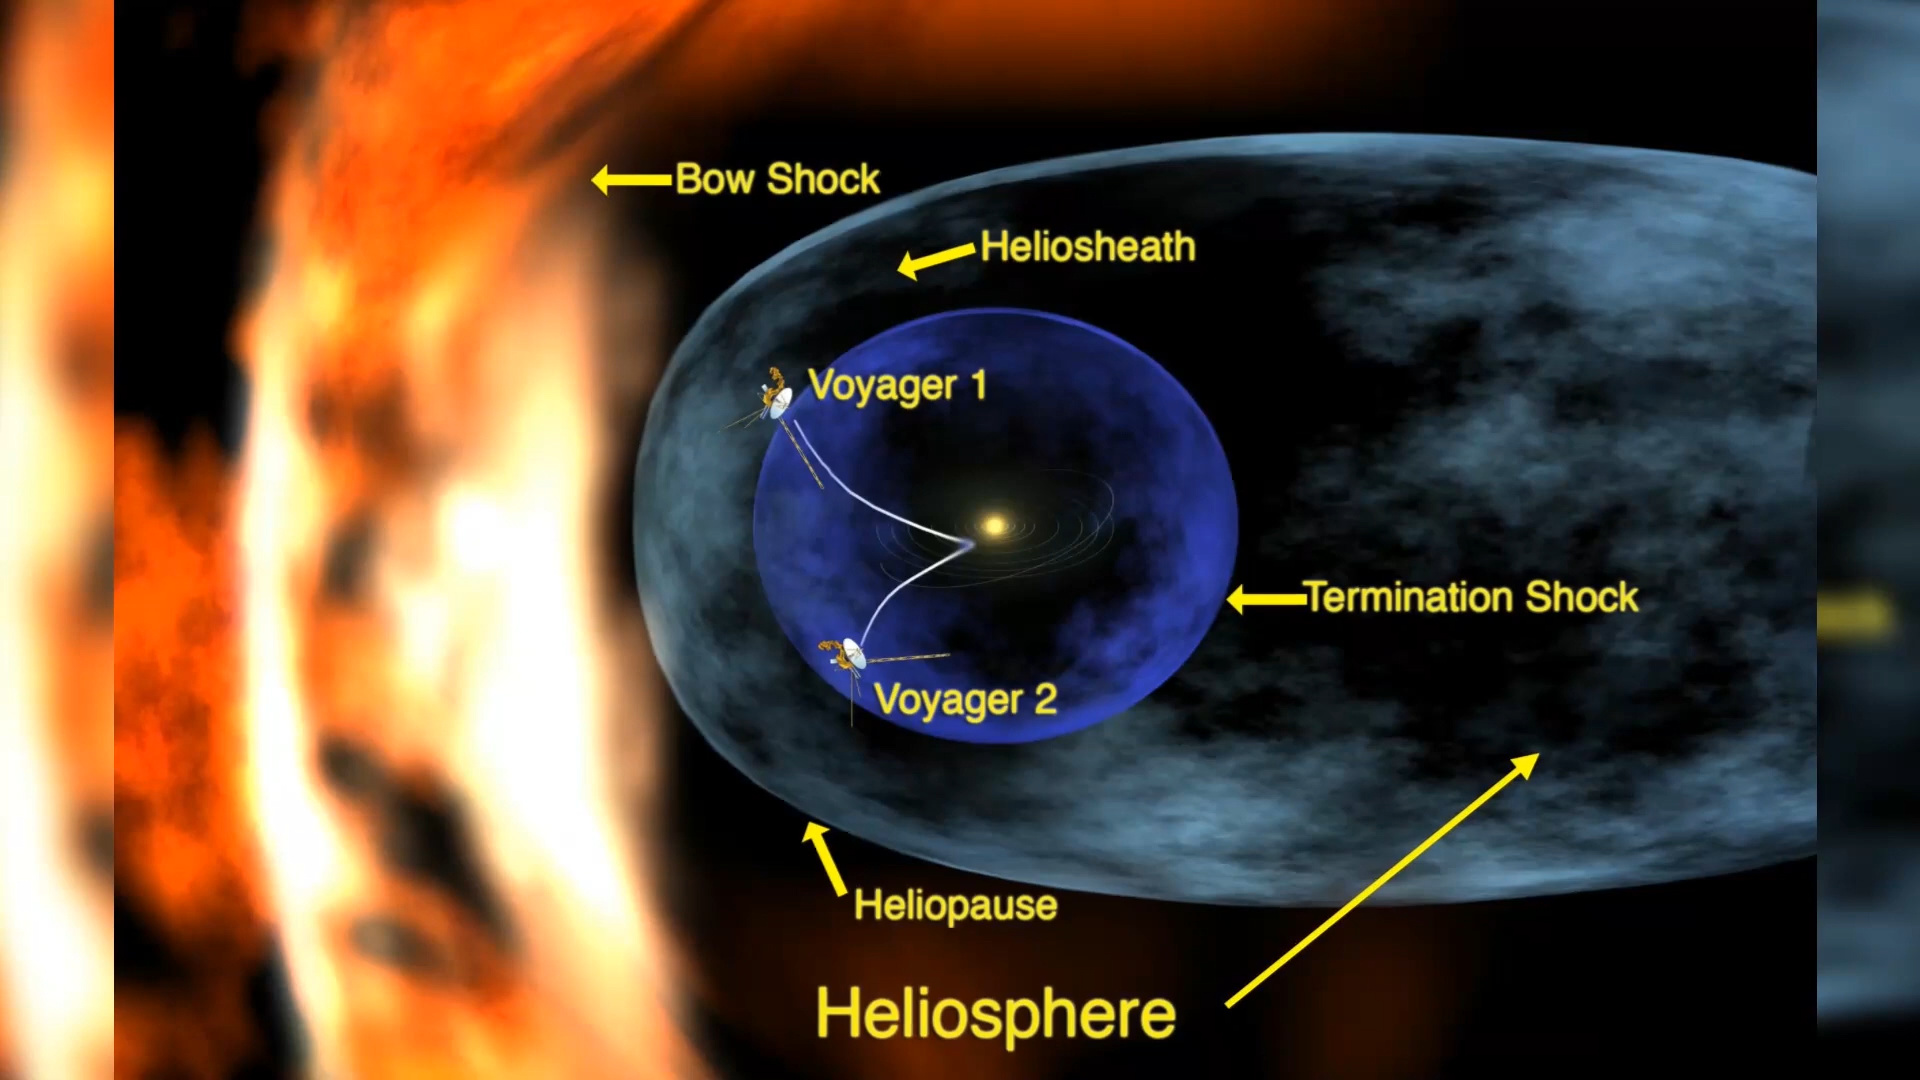 Bow Shock
Heliosheath
Voyager 1
Termination Shock
Voyager 2
Heliopause
Heliosphere